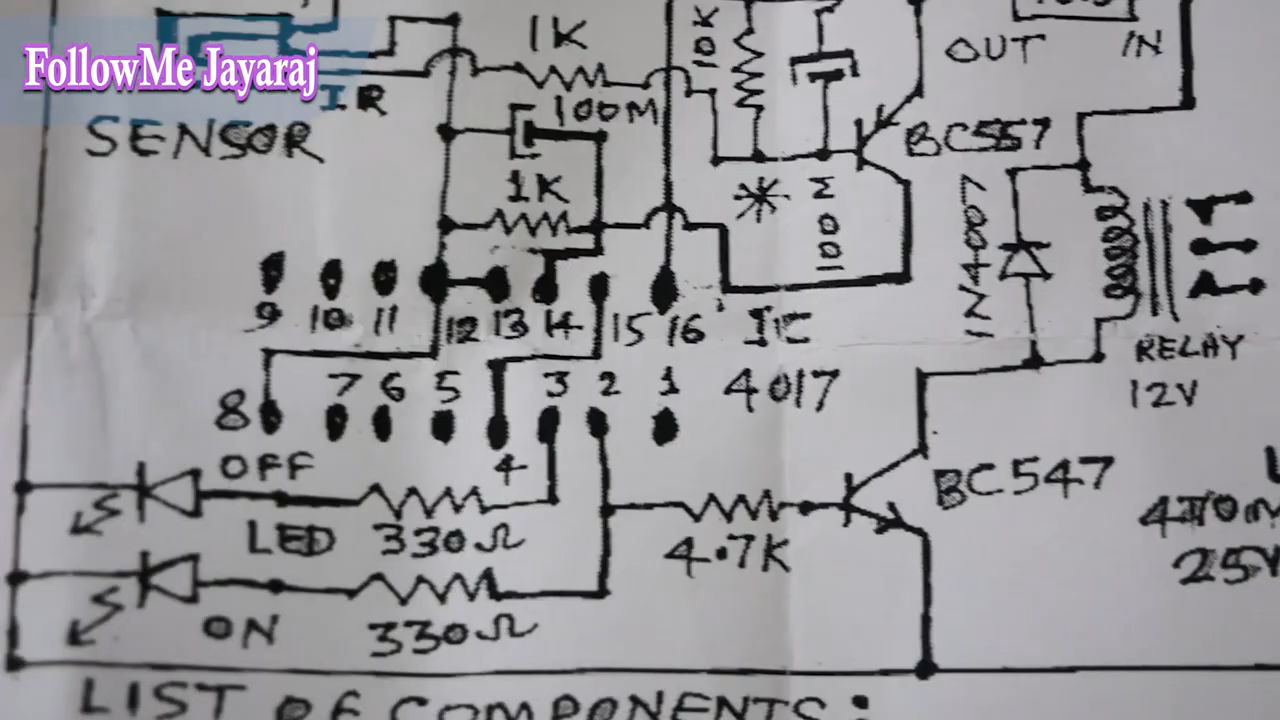 FollowMe Jayaraj
IR
SENSOR
1K
100M
1K
10K
100M
OUT IN
BC557
1N4007
RELAY
12V
9 10 11 12 13 14 15 16
IC
4017
8 7 6 5 4 3 2 1
OFF
LED
330Ω
ON
330Ω
4.7K
BC547
25V
LIST OF COMPONENTS: